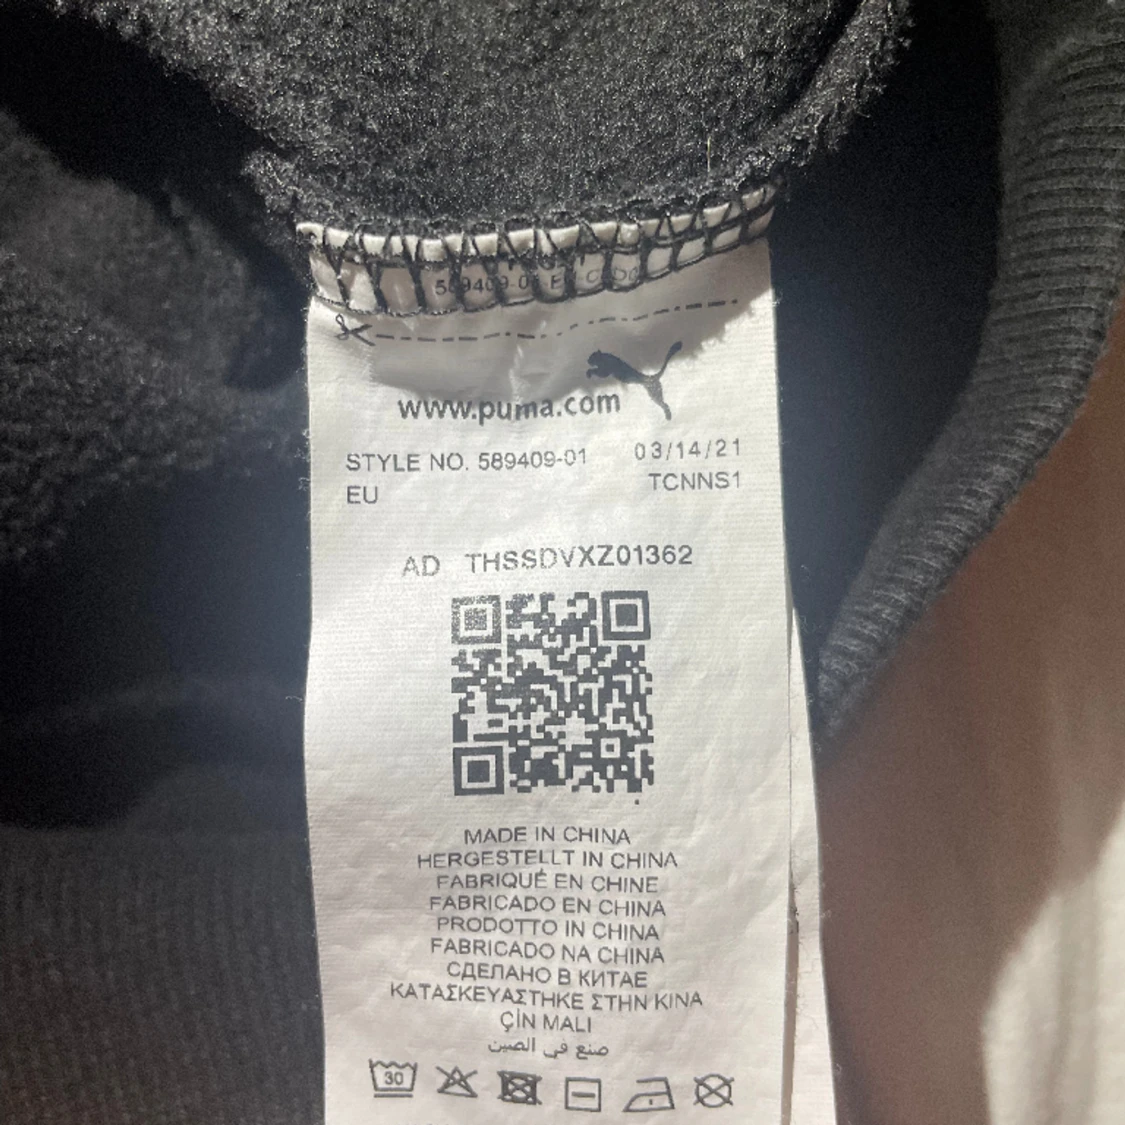 www.puma.com
STYLE NO. 589409-01 03/14/21
EU TCNNS1
AD THSSDVXZ01362
MADE IN CHINA
HERGESTELLT IN CHINA
FABRIQUÉ EN CHINE
FABRICADO EN CHINA
PRODOTTO IN CHINA
FABRICADO NA CHINA
СДЕЛАНО В КИТАЕ
ΚΑΤΑΣΚΕΥΑΣΤΗΚΕ ΣΤΗΝ ΚΙΝΑ
ÇİN MALI
صنع في الصين
30